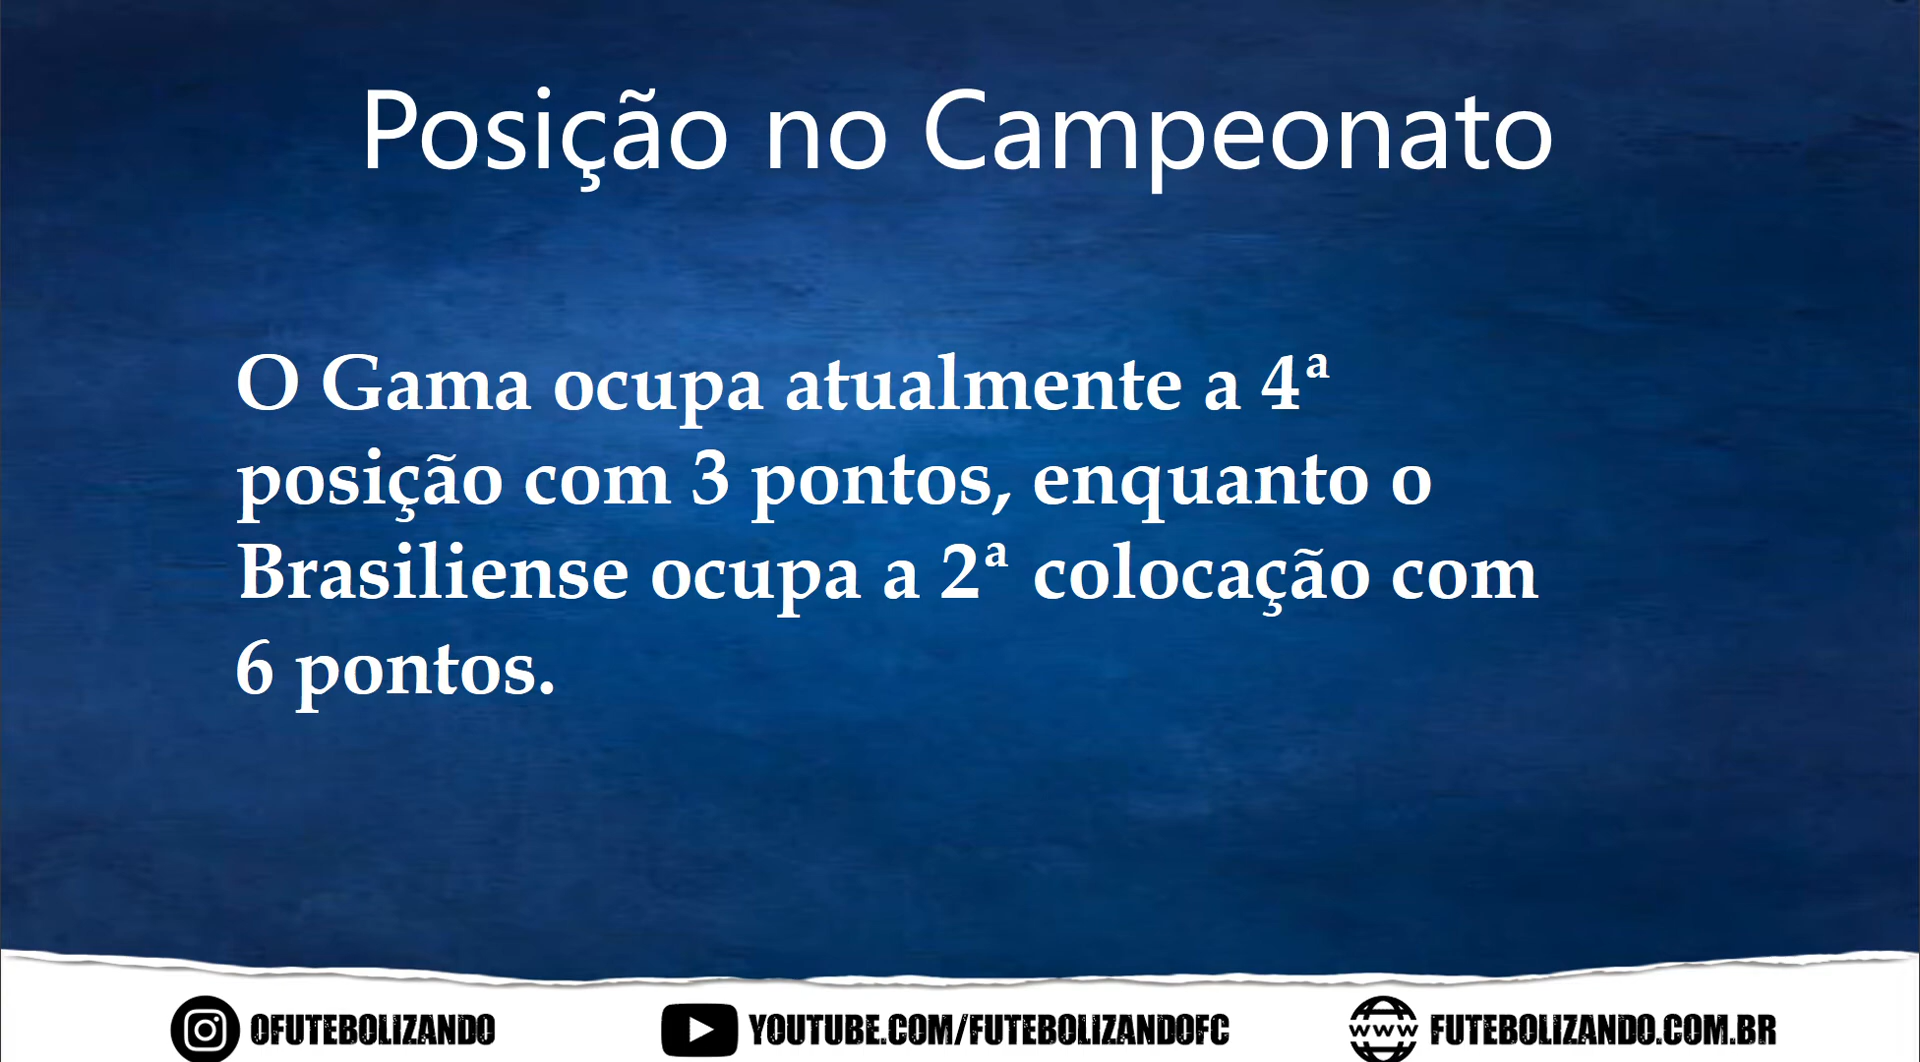 Posição no Campeonato
O Gama ocupa atualmente a 4ª
posição com 3 pontos, enquanto o
Brasiliense ocupa a 2ª colocação com
6 pontos.
OFUTEBOLIZANDO YOUTUBE.COM/FUTEBOLIZANDOFC WWW FUTEBOLIZANDO.COM.BR